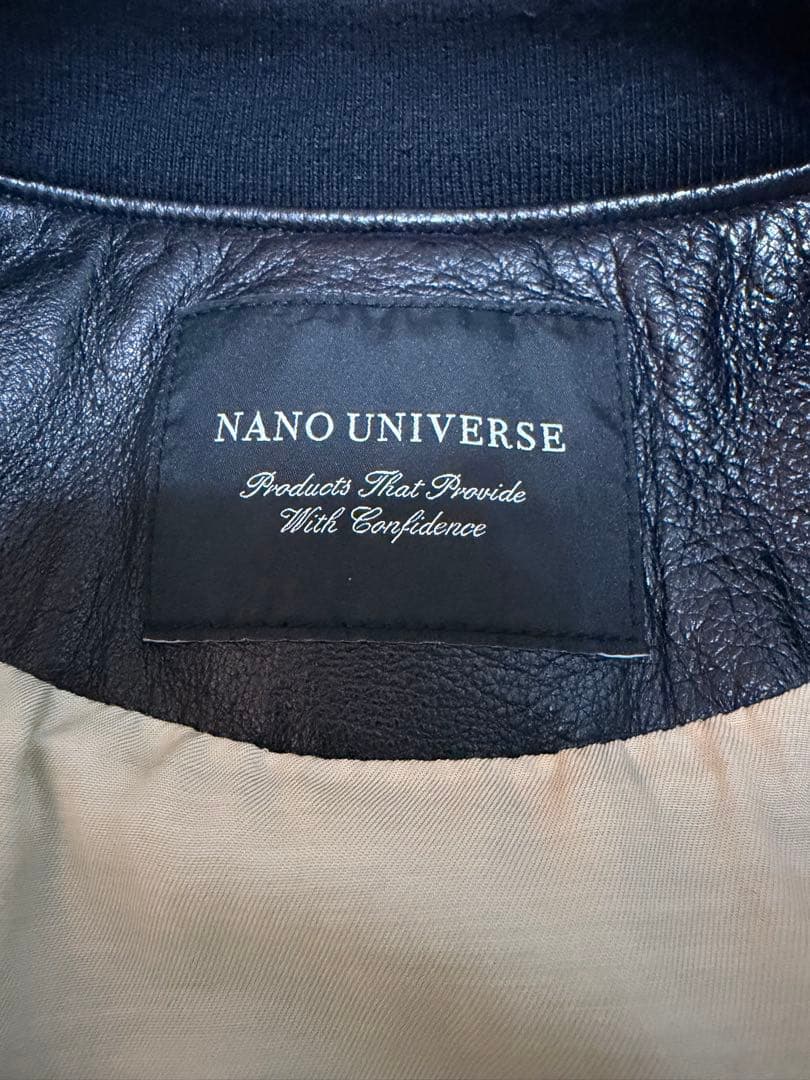 NANO UNIVERSE
Products That Provide
With Confidence